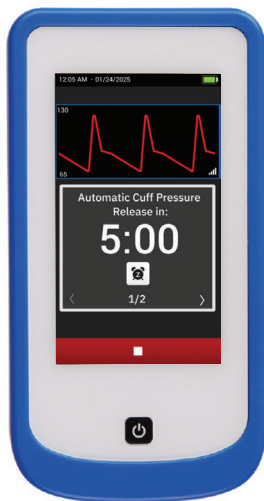 12:05 AM - 01/24/2025
130
65
Automatic Cuff Pressure
Release in:
5:00
1/2